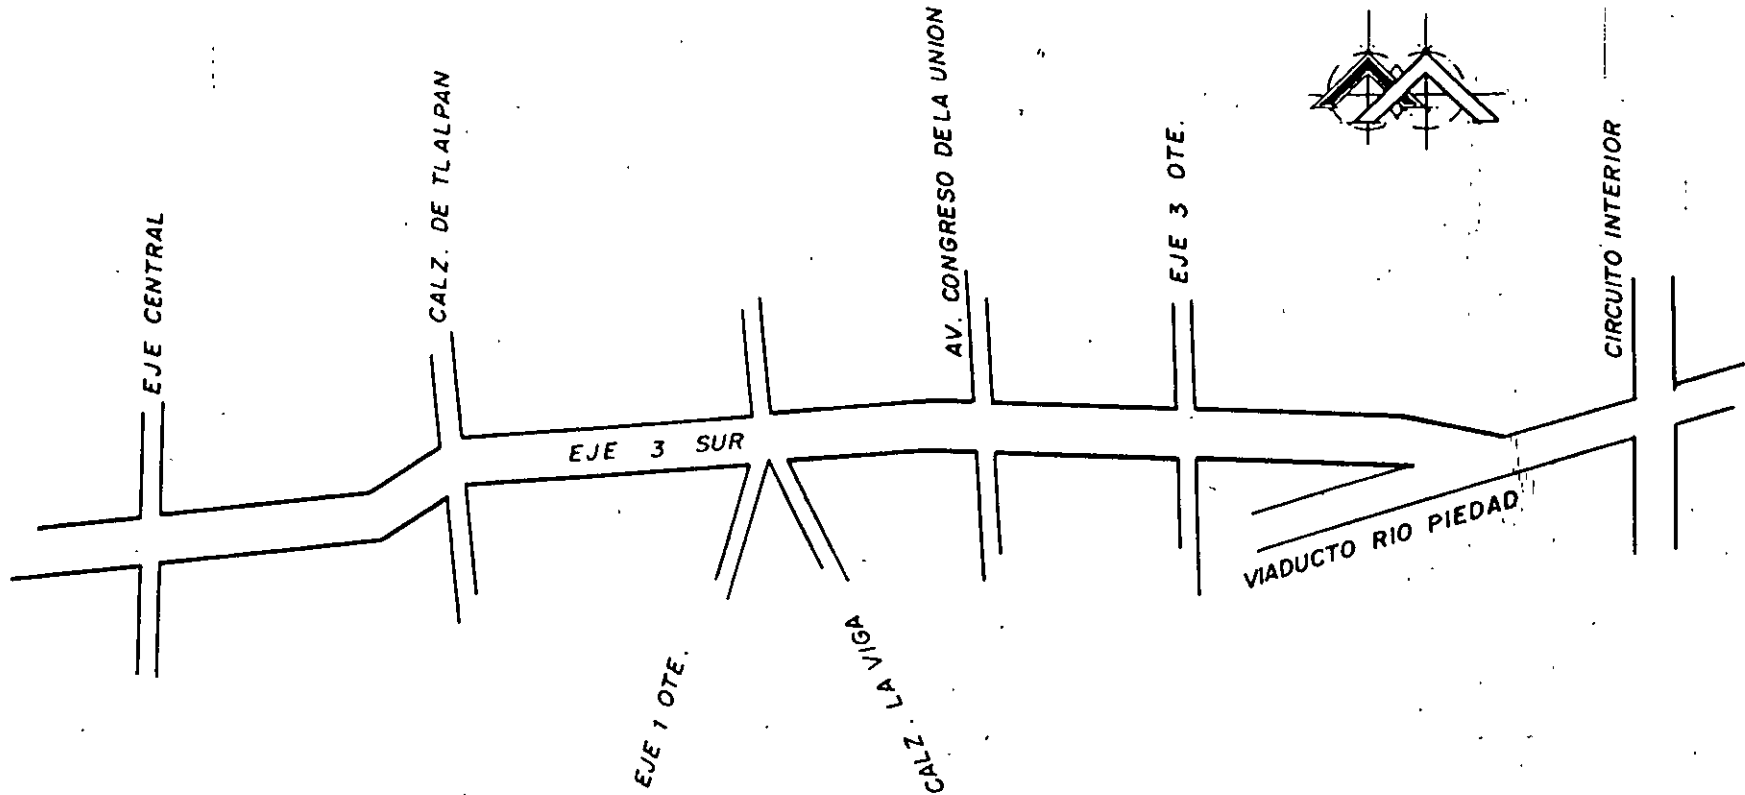 EJE CENTRAL
CALZ. DE TLALPAN
EJE 3 SUR
AV. CONGRESO DE LA UNION
EJE 3 OTE.
CIRCUITO INTERIOR
VIADUCTO RIO PIEDAD
EJE 1 OTE.
CALZ. LA VIGA